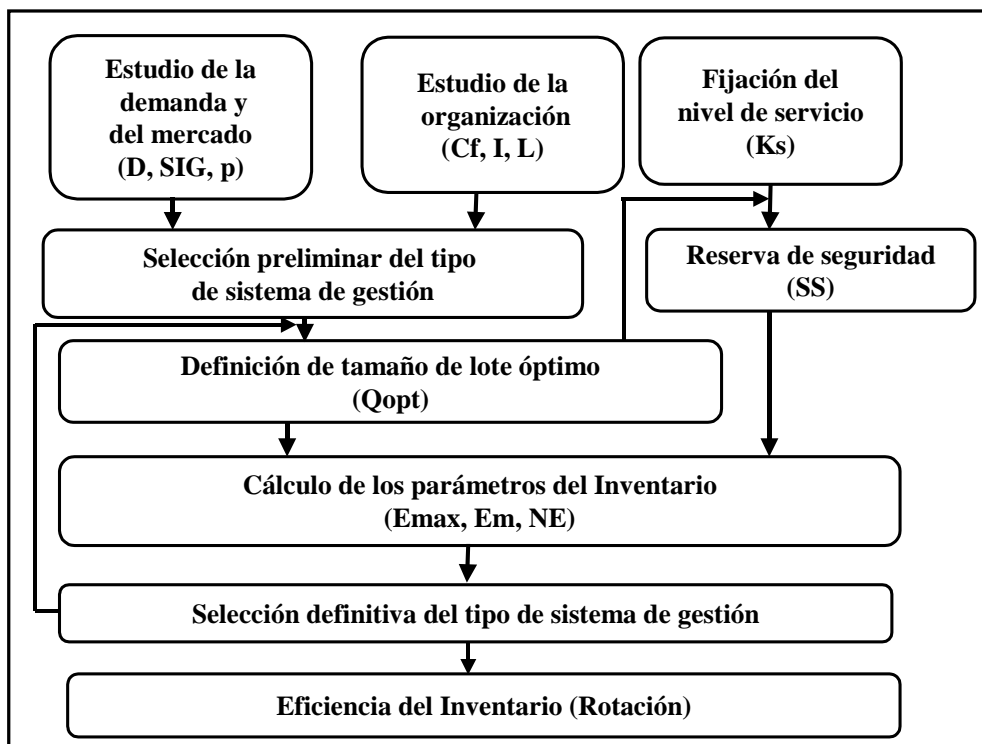 Estudio de la
demanda y
del mercado
(D, SIG, p)
Estudio de la
organización
(Cf, I, L)
Fijación del
nivel de servicio
(Ks)
Selección preliminar del tipo
de sistema de gestión
Reserva de seguridad
(SS)
Definición de tamaño de lote óptimo
(Qopt)
Cálculo de los parámetros del Inventario
(Emax, Em, NE)
Selección definitiva del tipo de sistema de gestión
Eficiencia del Inventario (Rotación)